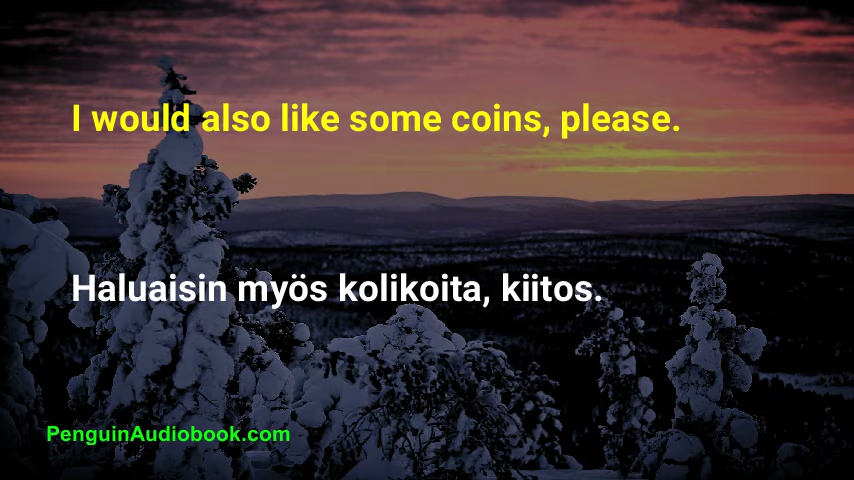 I would also like some coins, please.
Haluaisin myös kolikoita, kiitos.
PenguinAudiobook.com